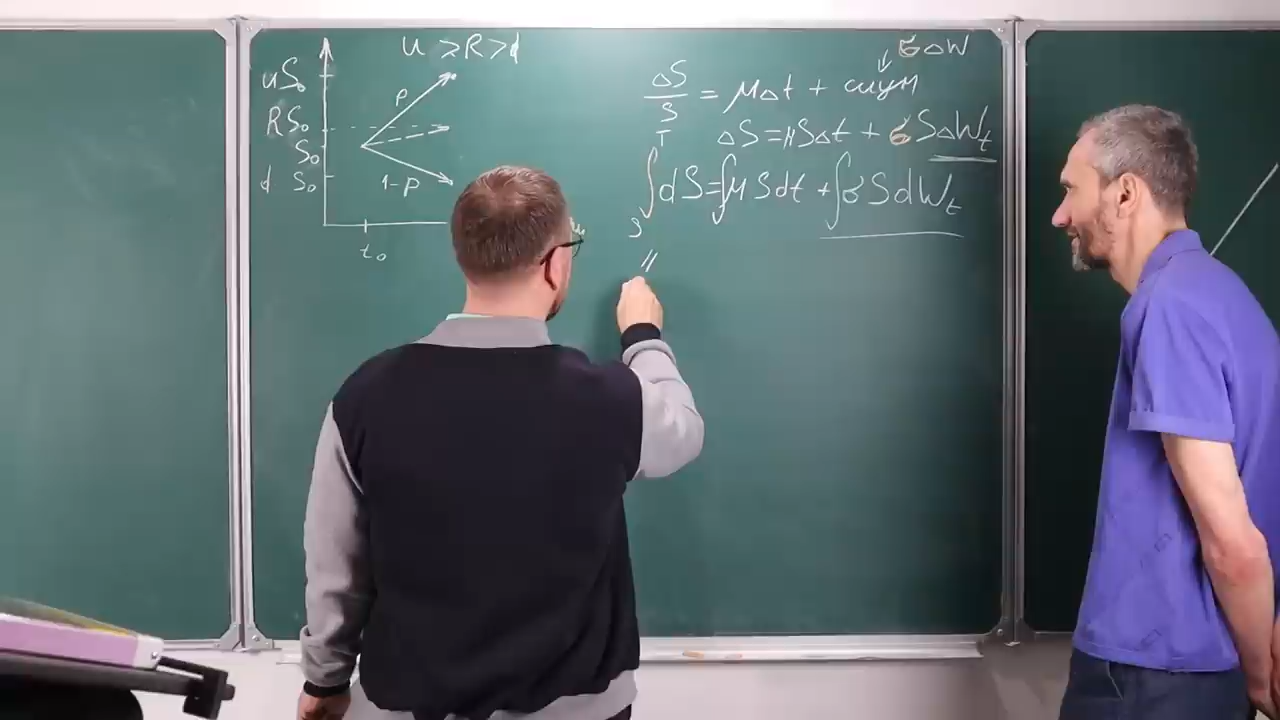 u > R > d
uS₀
RS₀
S₀
d S₀
p
1-p
t₀
σΔW
ΔS/S = μΔt + шум
ΔS = μSΔt + σSΔWₜ
T
∫dS = ∫μSdt + ∫σSdWₜ
//